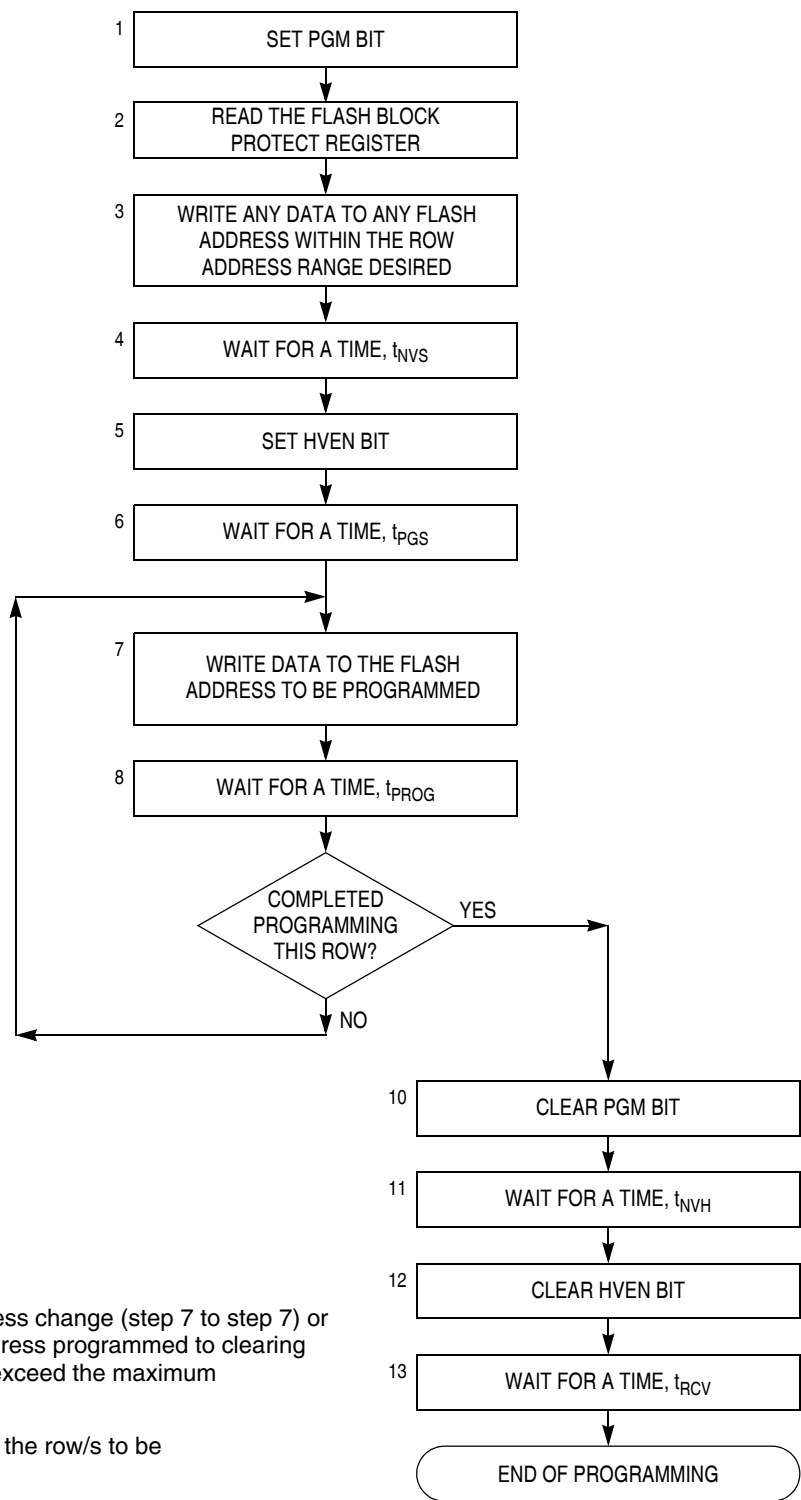 1
SET PGM BIT
2
READ THE FLASH BLOCK
PROTECT REGISTER
3
WRITE ANY DATA TO ANY FLASH
ADDRESS WITHIN THE ROW
ADDRESS RANGE DESIRED
4
WAIT FOR A TIME, tNVS
5
SET HVEN BIT
6
WAIT FOR A TIME, tPGS
7
WRITE DATA TO THE FLASH
ADDRESS TO BE PROGRAMMED
8
WAIT FOR A TIME, tPROG
COMPLETED
PROGRAMMING
THIS ROW?
YES
NO
10
CLEAR PGM BIT
11
WAIT FOR A TIME, tNVH
12
CLEAR HVEN BIT
13
WAIT FOR A TIME, tRCV
END OF PROGRAMMING
ess change (step 7 to step 7) or
ress programmed to clearing
exceed the maximum
the row/s to be